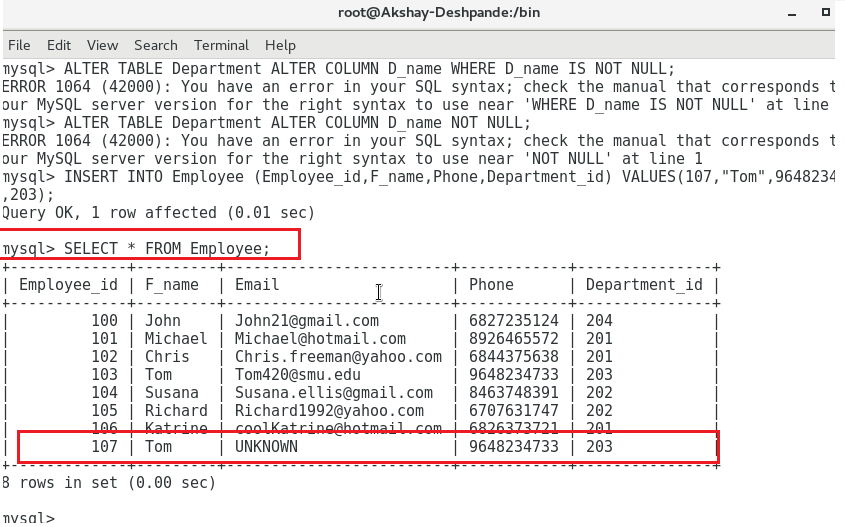 root@Akshay-Deshpande:/bin
File Edit View Search Terminal Help
mysql> ALTER TABLE Department ALTER COLUMN D_name WHERE D_name IS NOT NULL;
ERROR 1064 (42000): You have an error in your SQL syntax; check the manual that corresponds t
our MySQL server version for the right syntax to use near 'WHERE D_name IS NOT NULL' at line
mysql> ALTER TABLE Department ALTER COLUMN D_name NOT NULL;
ERROR 1064 (42000): You have an error in your SQL syntax; check the manual that corresponds t
our MySQL server version for the right syntax to use near 'NOT NULL' at line 1
mysql> INSERT INTO Employee (Employee_id,F_name,Phone,Department_id) VALUES(107,"Tom",9648234
,203);
Query OK, 1 row affected (0.01 sec)
mysql> SELECT * FROM Employee;
+-------------+---------+--------------------------+------------+---------------+
| Employee_id | F_name  | Email                    | Phone      | Department_id |
+-------------+---------+--------------------------+------------+---------------+
|         100 | John    | John21@gmail.com         | 6827235124 | 204           |
|         101 | Michael | Michael@hotmail.com      | 8926465572 | 201           |
|         102 | Chris   | Chris.freeman@yahoo.com  | 6844375638 | 201           |
|         103 | Tom     | Tom420@smu.edu           | 9648234733 | 203           |
|         104 | Susana  | Susana.ellis@gmail.com   | 8463748391 | 202           |
|         105 | Richard | Richard1992@yahoo.com    | 6707631747 | 202           |
|         106 | Katrine | coolKatrine@hotmail.com  | 6826373721 | 201           |
|         107 | Tom     | UNKNOWN                  | 9648234733 | 203           |
+-------------+---------+--------------------------+------------+---------------+
8 rows in set (0.00 sec)
mysql>